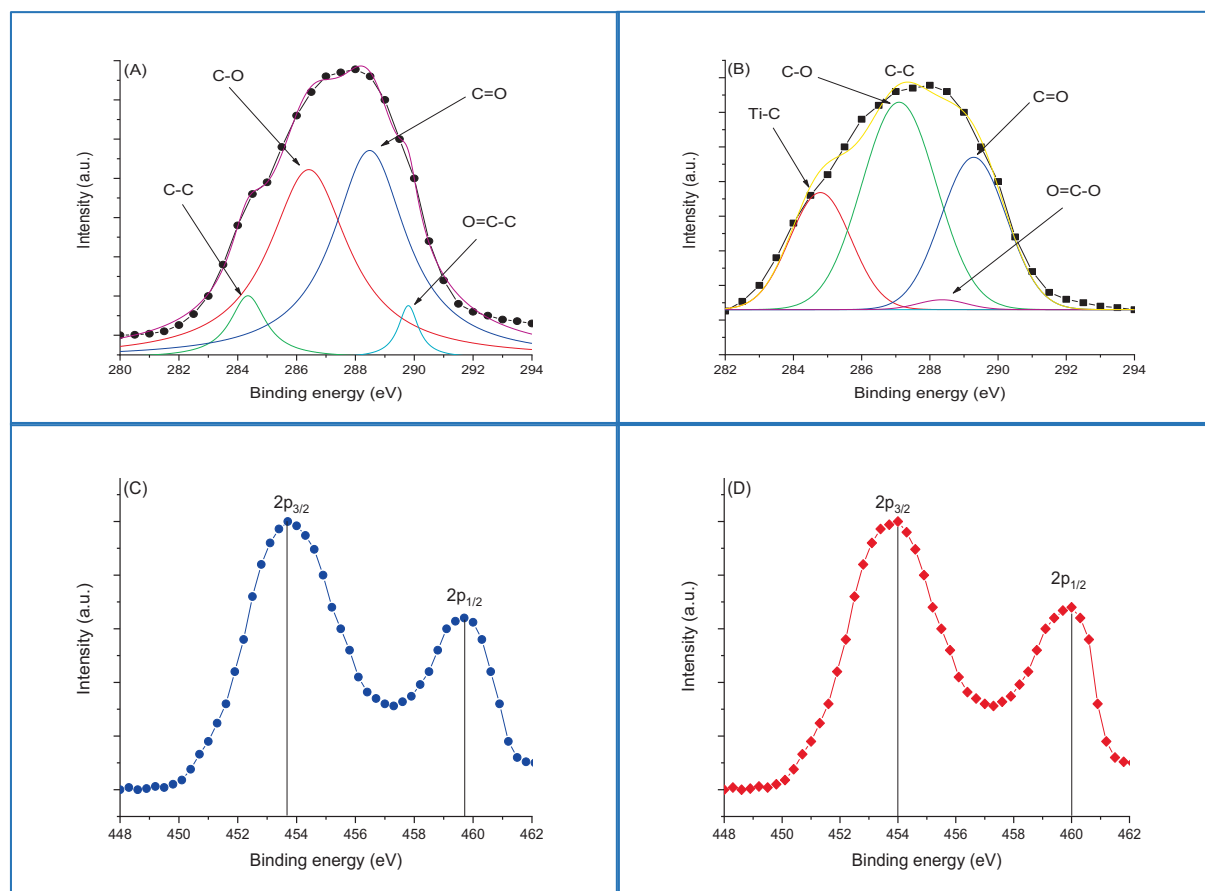 (A)
C-O
C=O
C-C
O=C-C
Intensity (a.u.)
280 282 284 286 288 290 292 294
Binding energy (eV)
(B)
C-O
C-C
C=O
Ti-C
O=C-O
Intensity (a.u.)
282 284 286 288 290 292 294
Binding energy (eV)
(C)
2p3/2
2p1/2
Intensity (a.u.)
448 450 452 454 456 458 460 462
Binding energy (eV)
(D)
2p3/2
2p1/2
Intensity (a.u.)
448 450 452 454 456 458 460 462
Binding energy (eV)